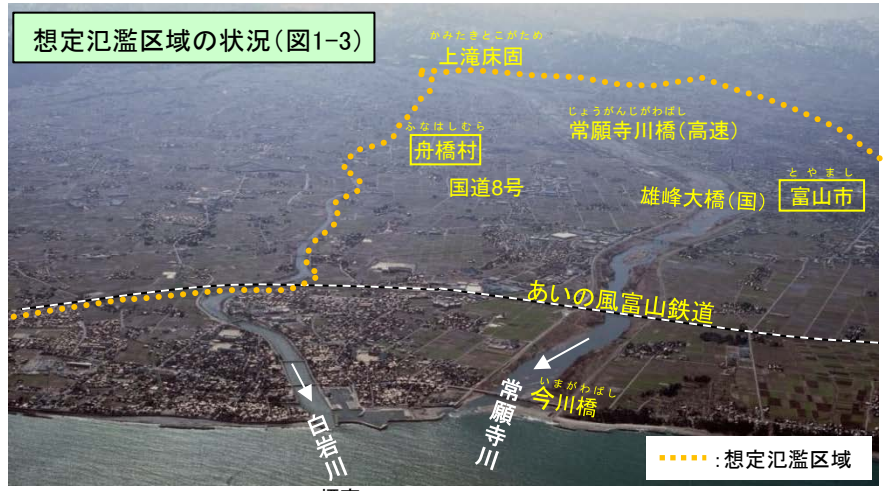 想定氾濫区域の状況(図1-3)
かみたきとこがため
上滝床固
じょうがんじがわばし
常願寺川橋(高速)
ふなはしむら
舟橋村
国道8号
とやまし
富山市
雄峰大橋(国)
あいの風富山鉄道
いまがわばし
今川橋
常願寺川
白岩川
:想定氾濫区域